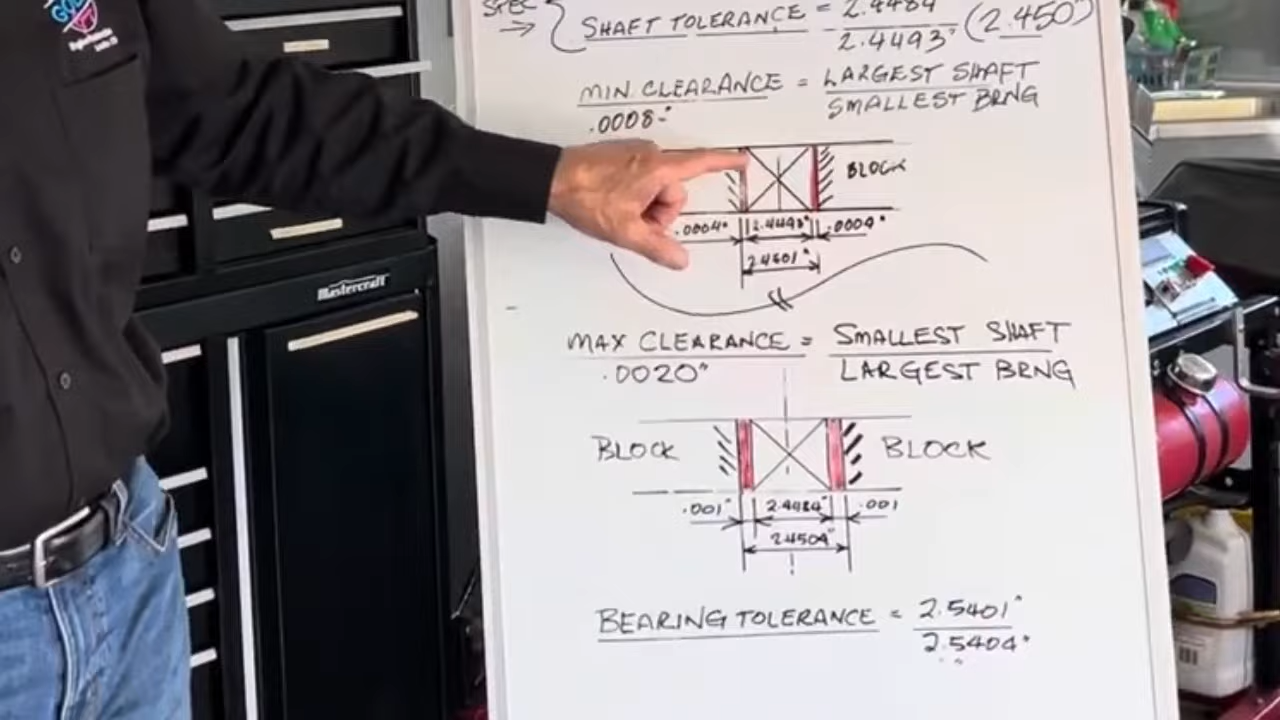 SPEC
SHAFT TOLERANCE = 2.4484"
2.4493" (2.450")
MIN. CLEARANCE = LARGEST SHAFT
.0008" SMALLEST BRNG
BLOCK
.0004" 2.4493" .0004"
2.4501"
Mastercraft
MAX CLEARANCE = SMALLEST SHAFT
.0020" LARGEST BRNG
BLOCK BLOCK
.001" 2.4484" .001
2.4504"
BEARING TOLERANCE = 2.5401"
2.5404"